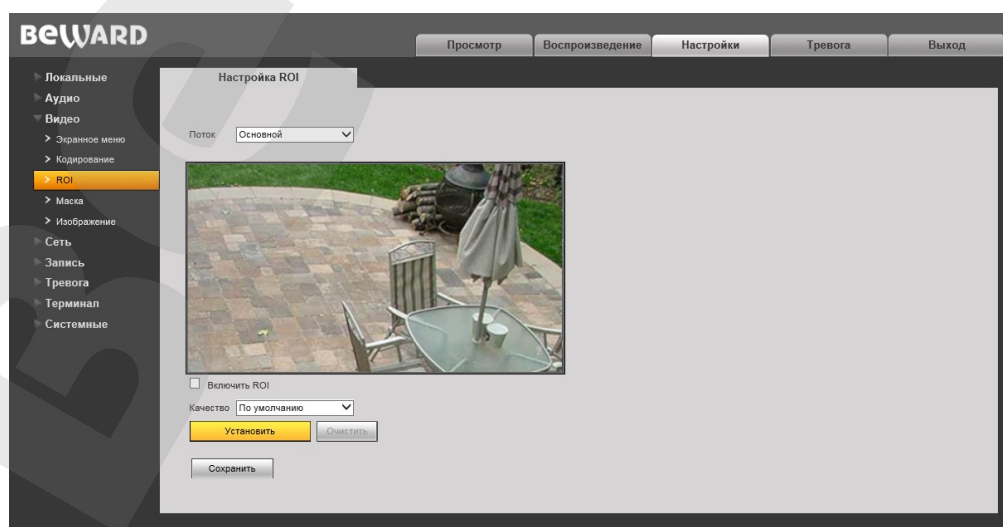 BEWARD
Просмотр Воспроизведение Настройки Тревога Выход
Локальные
Аудио
Видео
Экранное меню
Кодирование
ROI
Маска
Изображение
Сеть
Запись
Тревога
Терминал
Системные
Настройка ROI
Поток Основной
Включить ROI
Качество По умолчанию
Установить Очистить
Сохранить